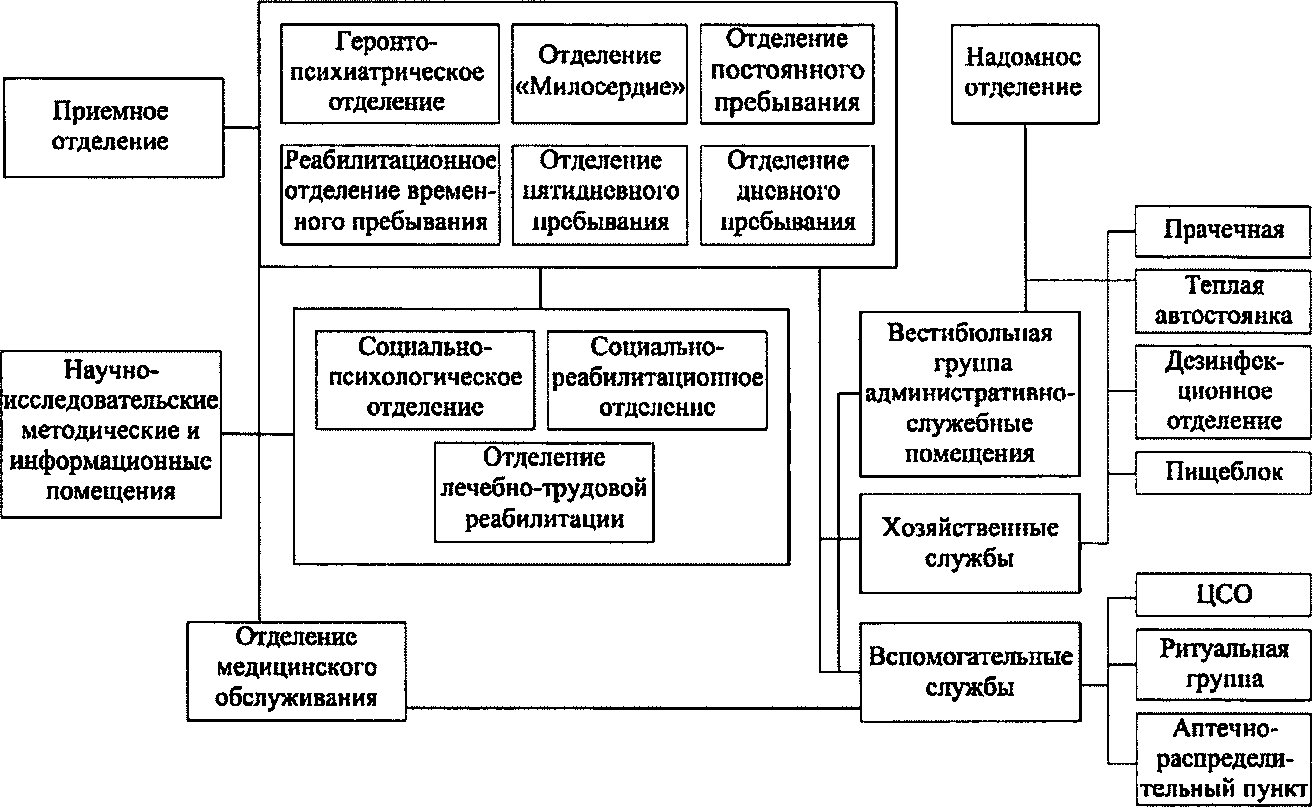 Геронто-
психиатрическое
отделение
Отделение
«Милосердие»
Отделение
постоянного
пребывания
Надомное
отделение
Приемное
отделение
Реабилитационное
отделение времен-
ного пребывания
Отделение
пятидневного
пребывания
Отделение
дневного
пребывания
Прачечная
Теплая
автостоянка
Дезинфек-
ционное
отделение
Пищеблок
Научно-
исследовательские
методические и
информационные
помещения
Социально-
психологическое
отделение
Социально-
реабилитационное
отделение
Отделение
лечебно-трудовой
реабилитации
Вестибюльная
группа
административно-
служебные
помещения
Хозяйственные
службы
Отделение
медицинского
обслуживания
Вспомогательные
службы
ЦСО
Ритуальная
группа
Аптечно-
распредели-
тельный пункт